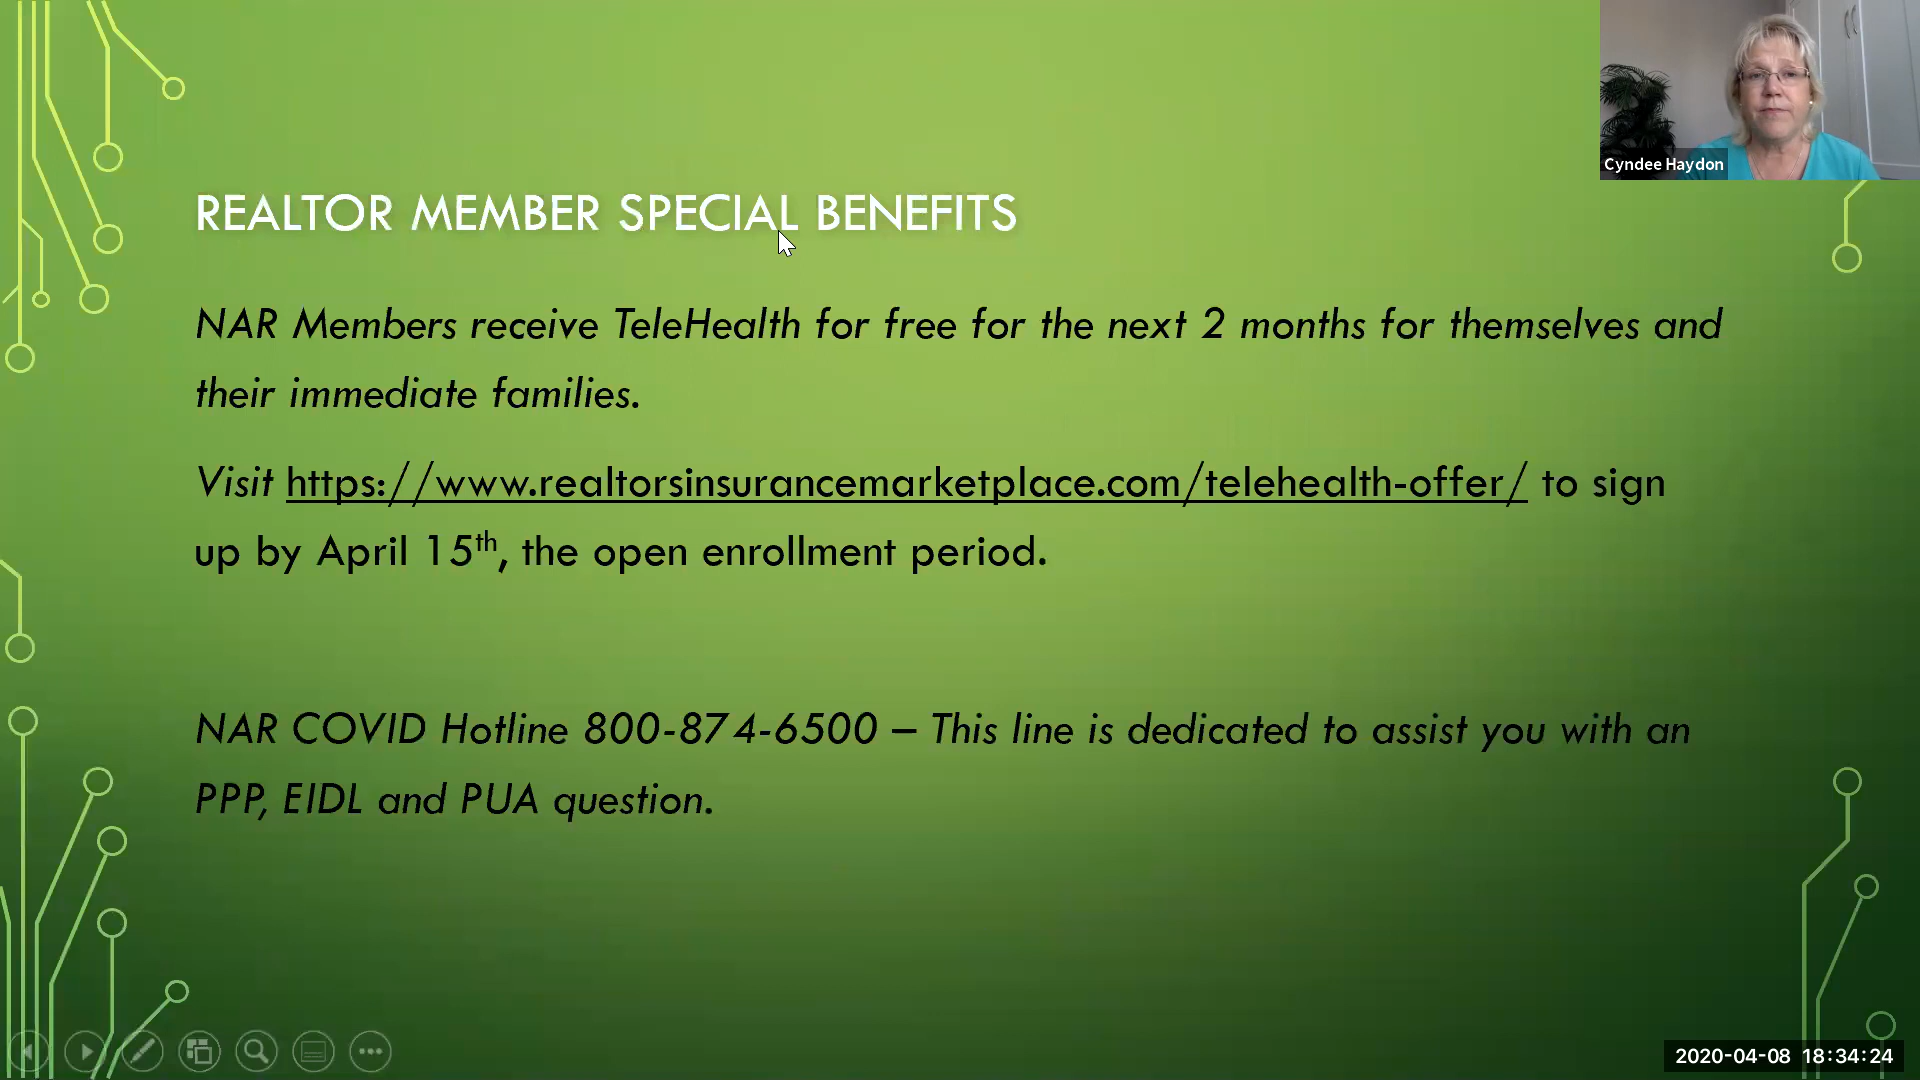 Cyndee Haydon
REALTOR MEMBER SPECIAL BENEFITS
NAR Members receive TeleHealth for free for the next 2 months for themselves and
their immediate families.
Visit https://www.realtorsinsurancemarketplace.com/telehealth-offer/ to sign
up by April 15th, the open enrollment period.
NAR COVID Hotline 800-874-6500 – This line is dedicated to assist you with an
PPP, EIDL and PUA question.
2020-04-08 18:34:24